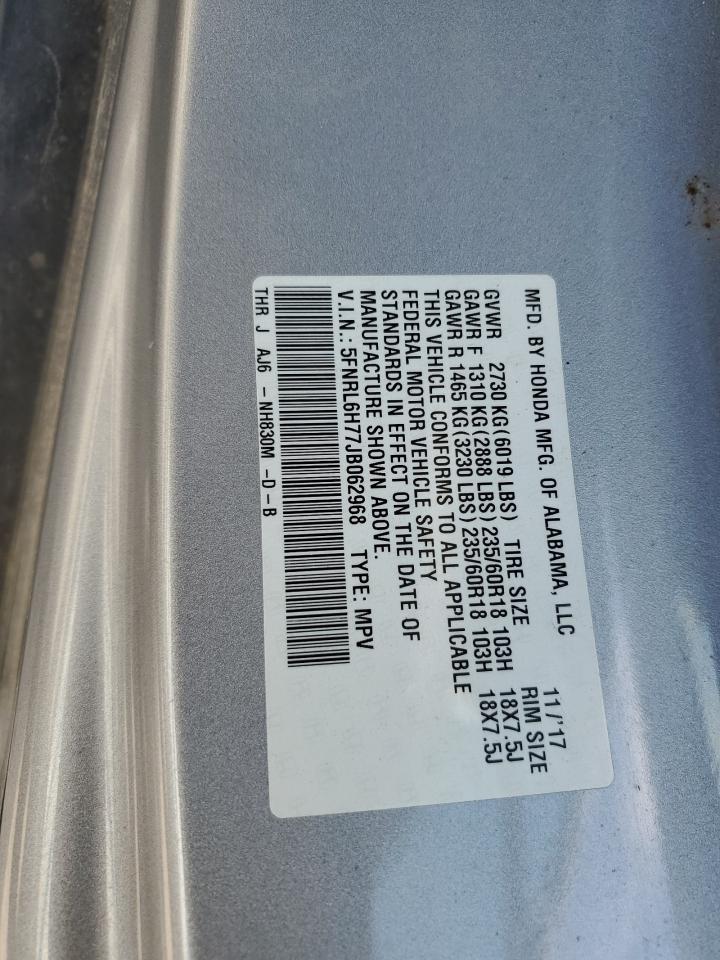 MFD. BY HONDA MFG. OF ALABAMA, LLC 11/'17
GVWR 2730 KG(6019 LBS) TIRE SIZE RIM SIZE
GAWR F 1310 KG(2888 LBS) 235/60R18 103H 18X7.5J
GAWR R 1465 KG(3230 LBS) 235/60R18 103H 18X7.5J
THIS VEHICLE CONFORMS TO ALL APPLICABLE
FEDERAL MOTOR VEHICLE SAFETY
STANDARDS IN EFFECT ON THE DATE OF
MANUFACTURE SHOWN ABOVE.
V.I.N.: 5FNRL6H77JB062968 TYPE: MPV
THR J AJ6 - NH830M -D-B